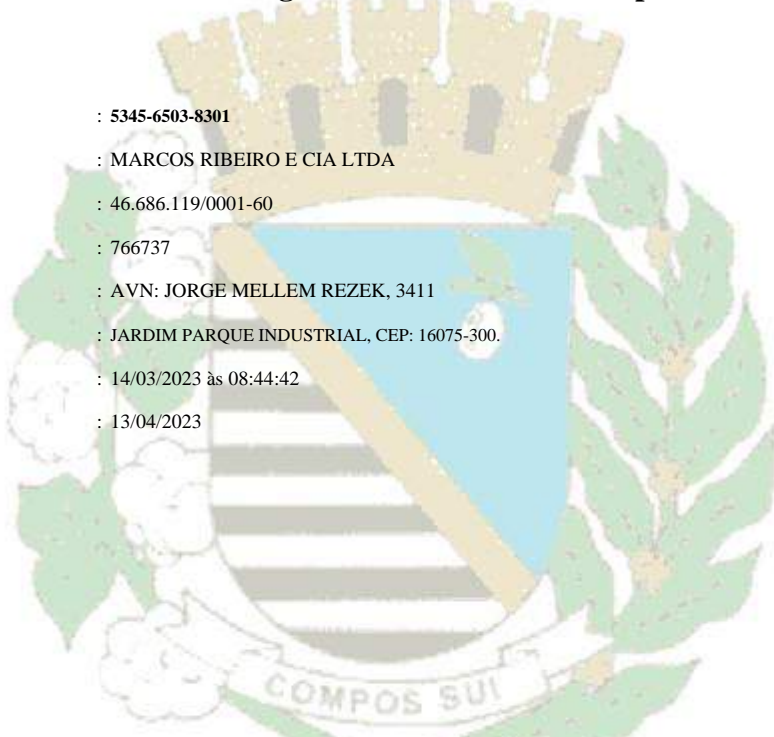 : 5345-6503-8301
: MARCOS RIBEIRO E CIA LTDA
: 46.686.119/0001-60
: 766737
: AVN: JORGE MELLEM REZEK, 3411
: JARDIM PARQUE INDUSTRIAL, CEP: 16075-300.
: 14/03/2023 às 08:44:42
: 13/04/2023
COMPOS SUI